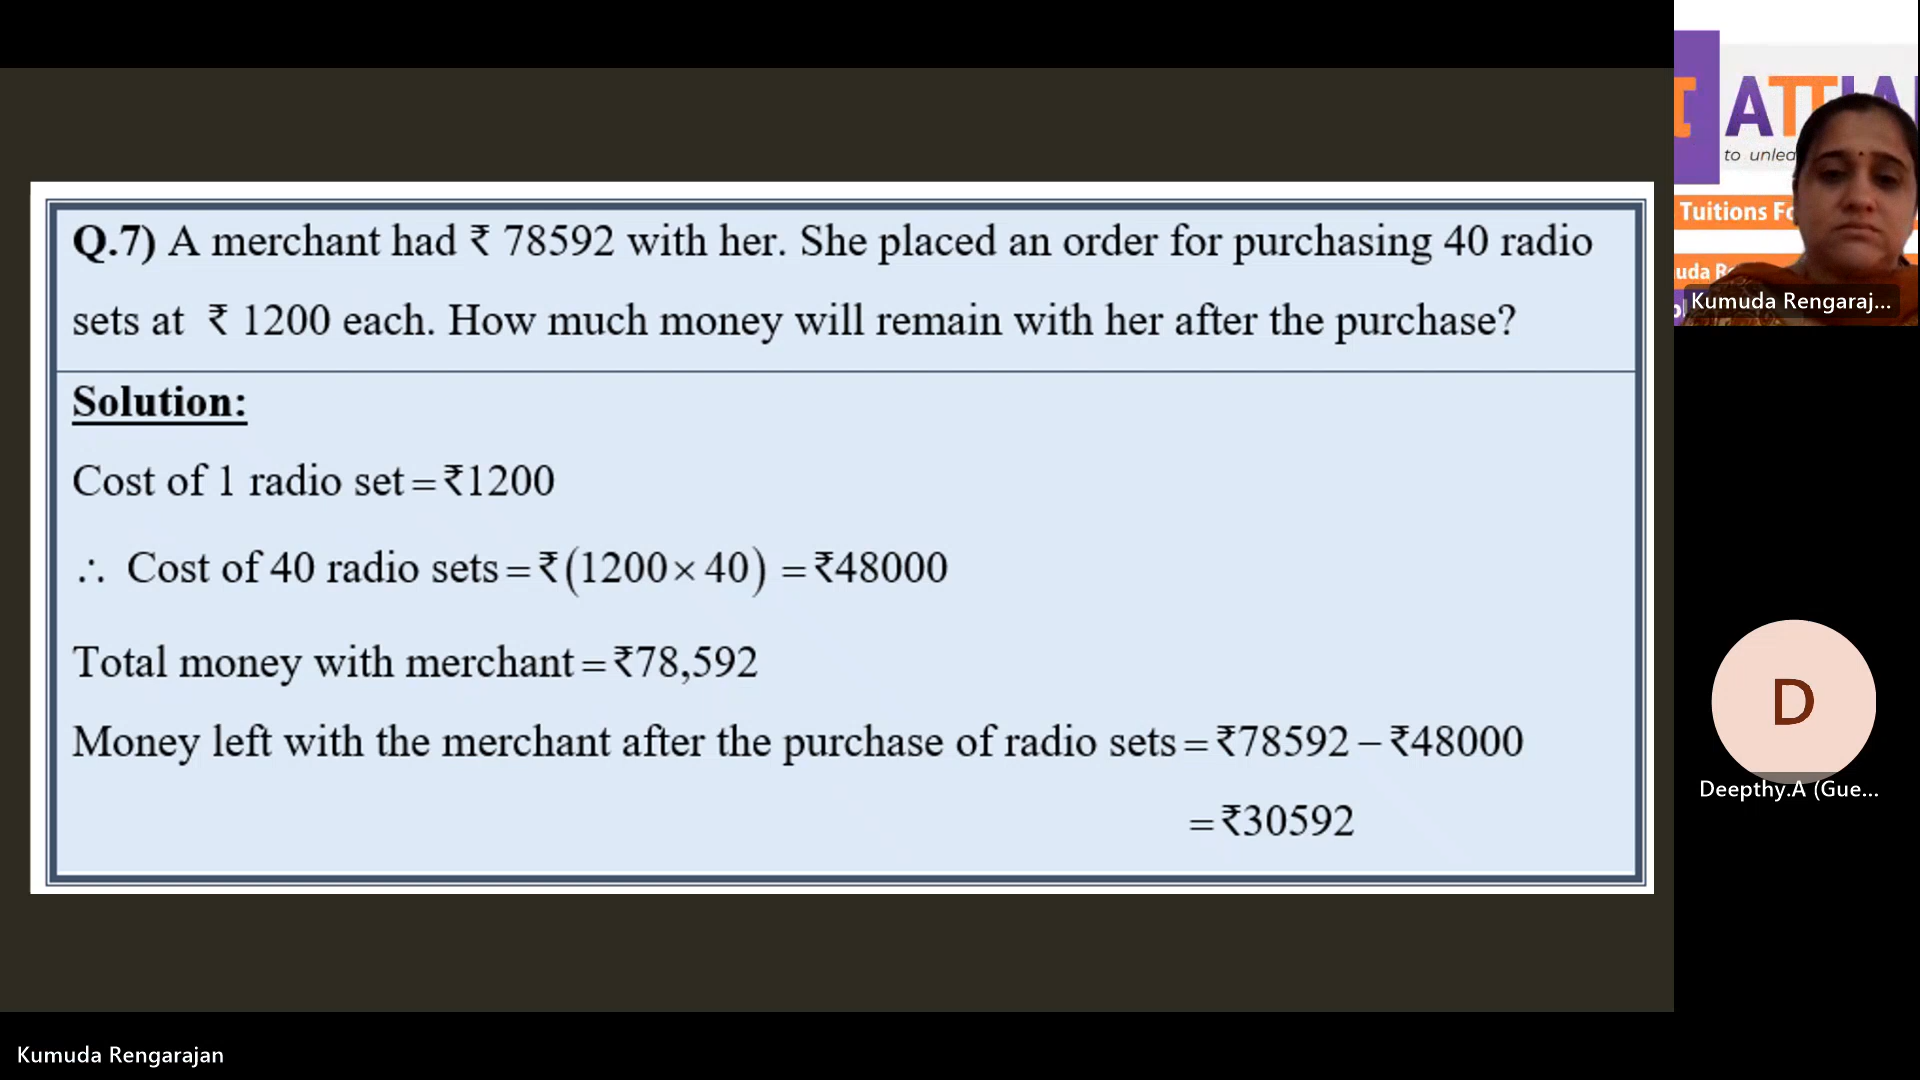 Q.7) A merchant had ₹ 78592 with her. She placed an order for purchasing 40 radio
sets at ₹ 1200 each. How much money will remain with her after the purchase?
Solution:
Cost of 1 radio set = ₹1200
∴ Cost of 40 radio sets = ₹(1200 × 40) = ₹48000
Total money with merchant = ₹78,592
Money left with the merchant after the purchase of radio sets = ₹78592 – ₹48000
= ₹30592
to unlea
Tuitions Fo
Kumuda Rengaraj...
D
Deepthy.A (Gue...
Kumuda Rengarajan